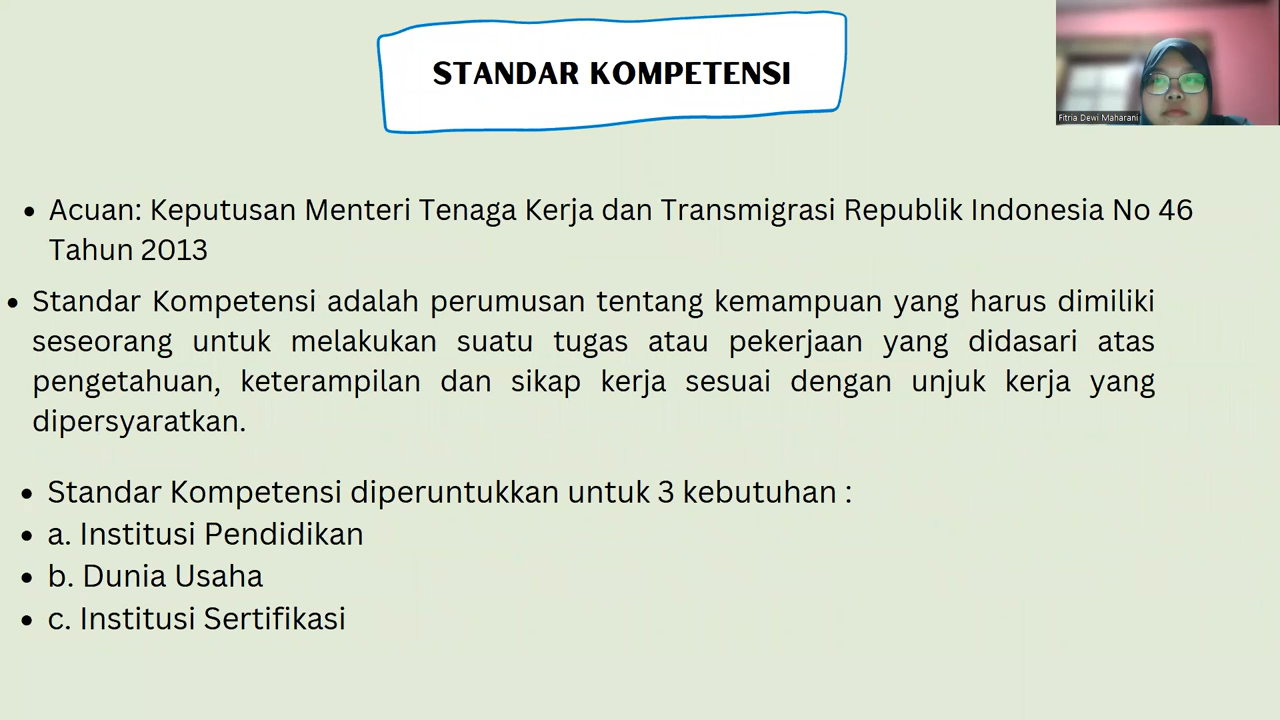 STANDAR KOMPETENSI
Fitria Dewi Maharani
• Acuan: Keputusan Menteri Tenaga Kerja dan Transmigrasi Republik Indonesia No 46
Tahun 2013
• Standar Kompetensi adalah perumusan tentang kemampuan yang harus dimiliki
seseorang untuk melakukan suatu tugas atau pekerjaan yang didasari atas
pengetahuan, keterampilan dan sikap kerja sesuai dengan unjuk kerja yang
dipersyaratkan.
• Standar Kompetensi diperuntukkan untuk 3 kebutuhan :
• a. Institusi Pendidikan
• b. Dunia Usaha
• c. Institusi Sertifikasi